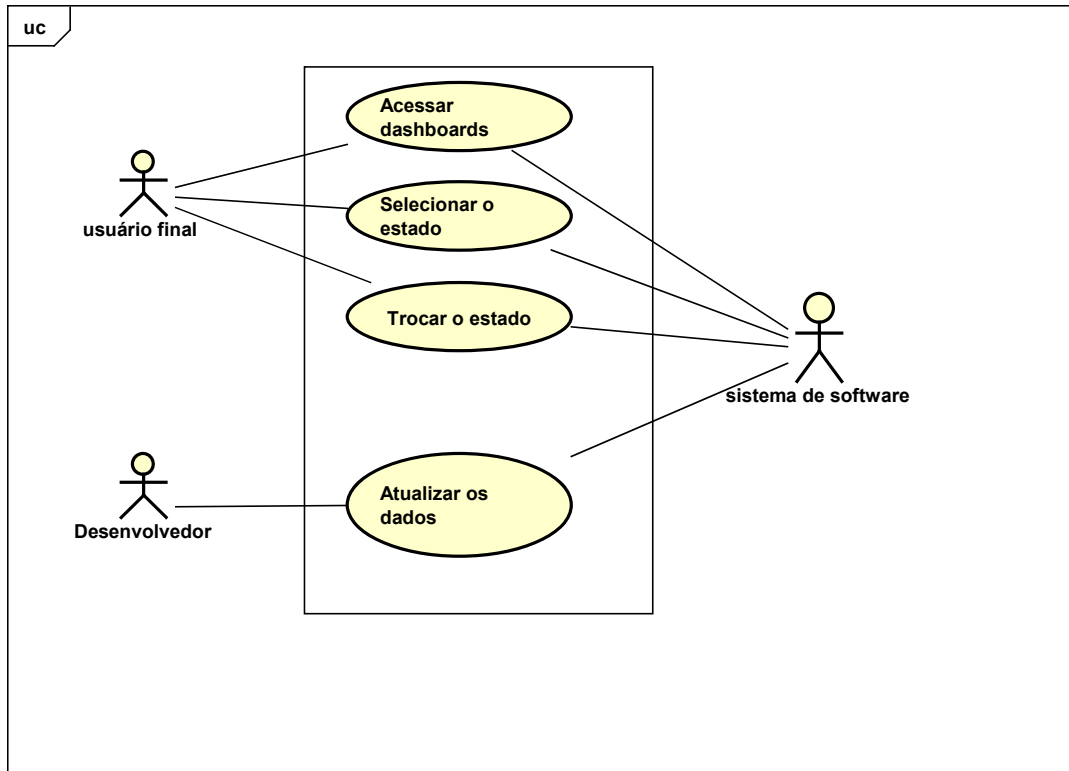 uc
Acessar
dashboards
usuário final
Selecionar o
estado
Trocar o estado
sistema de software
Desenvolvedor
Atualizar os
dados